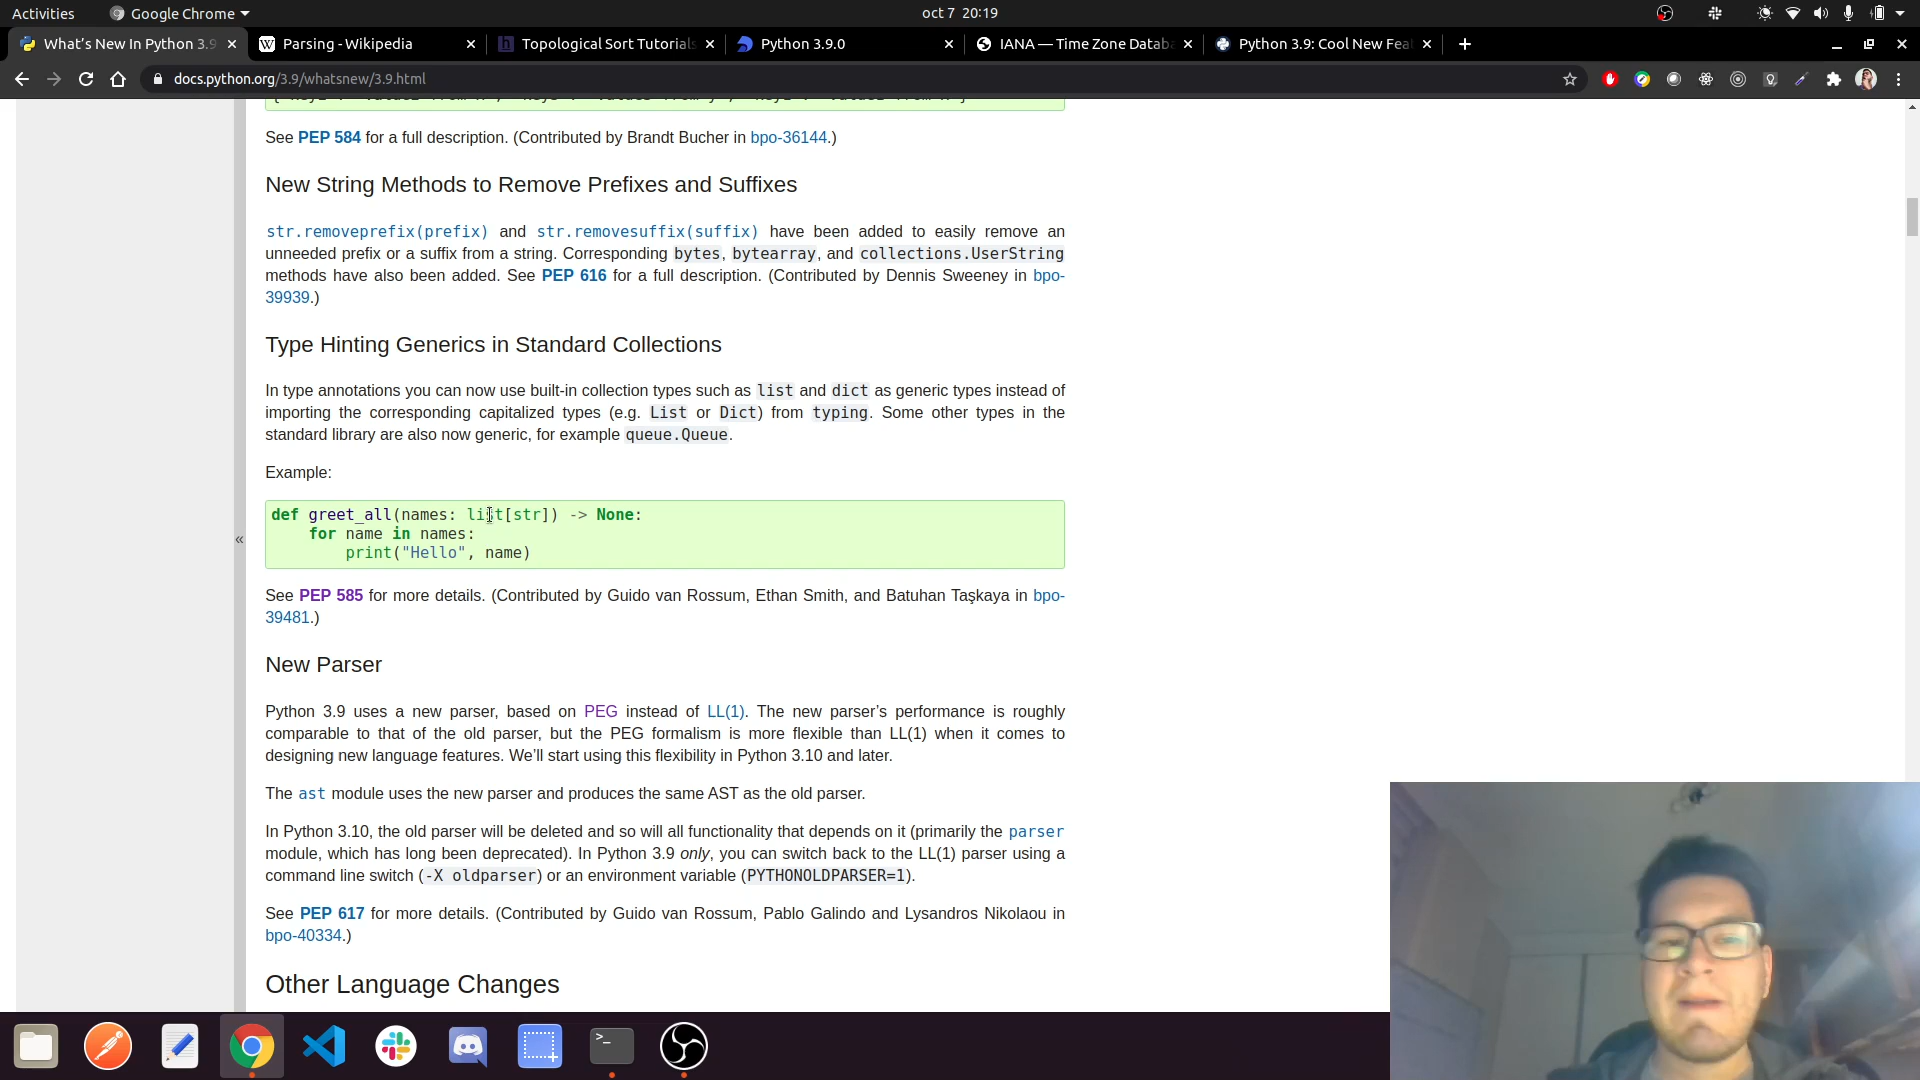 Activities
Google Chrome
oct 7 20:19
What's New In Python 3.9
Parsing - Wikipedia
Topological Sort Tutorials
Python 3.9.0
IANA — Time Zone Databa
Python 3.9: Cool New Fea
docs.python.org/3.9/whatsnew/3.9.html
See PEP 584 for a full description. (Contributed by Brandt Bucher in bpo-36144.)
New String Methods to Remove Prefixes and Suffixes
str.removeprefix(prefix) and str.removesuffix(suffix) have been added to easily remove an
unneeded prefix or a suffix from a string. Corresponding bytes, bytearray, and collections.UserString
methods have also been added. See PEP 616 for a full description. (Contributed by Dennis Sweeney in bpo-
39939.)
Type Hinting Generics in Standard Collections
In type annotations you can now use built-in collection types such as list and dict as generic types instead of
importing the corresponding capitalized types (e.g. List or Dict) from typing. Some other types in the
standard library are also now generic, for example queue.Queue.
Example:
def greet_all(names: list[str]) -> None:
for name in names:
print("Hello", name)
«
See PEP 585 for more details. (Contributed by Guido van Rossum, Ethan Smith, and Batuhan Taşkaya in bpo-
39481.)
New Parser
Python 3.9 uses a new parser, based on PEG instead of LL(1). The new parser's performance is roughly
comparable to that of the old parser, but the PEG formalism is more flexible than LL(1) when it comes to
designing new language features. We'll start using this flexibility in Python 3.10 and later.
The ast module uses the new parser and produces the same AST as the old parser.
In Python 3.10, the old parser will be deleted and so will all functionality that depends on it (primarily the parser
module, which has long been deprecated). In Python 3.9 only, you can switch back to the LL(1) parser using a
command line switch (-X oldparser) or an environment variable (PYTHONOLDPARSER=1).
See PEP 617 for more details. (Contributed by Guido van Rossum, Pablo Galindo and Lysandros Nikolaou in
bpo-40334.)
Other Language Changes